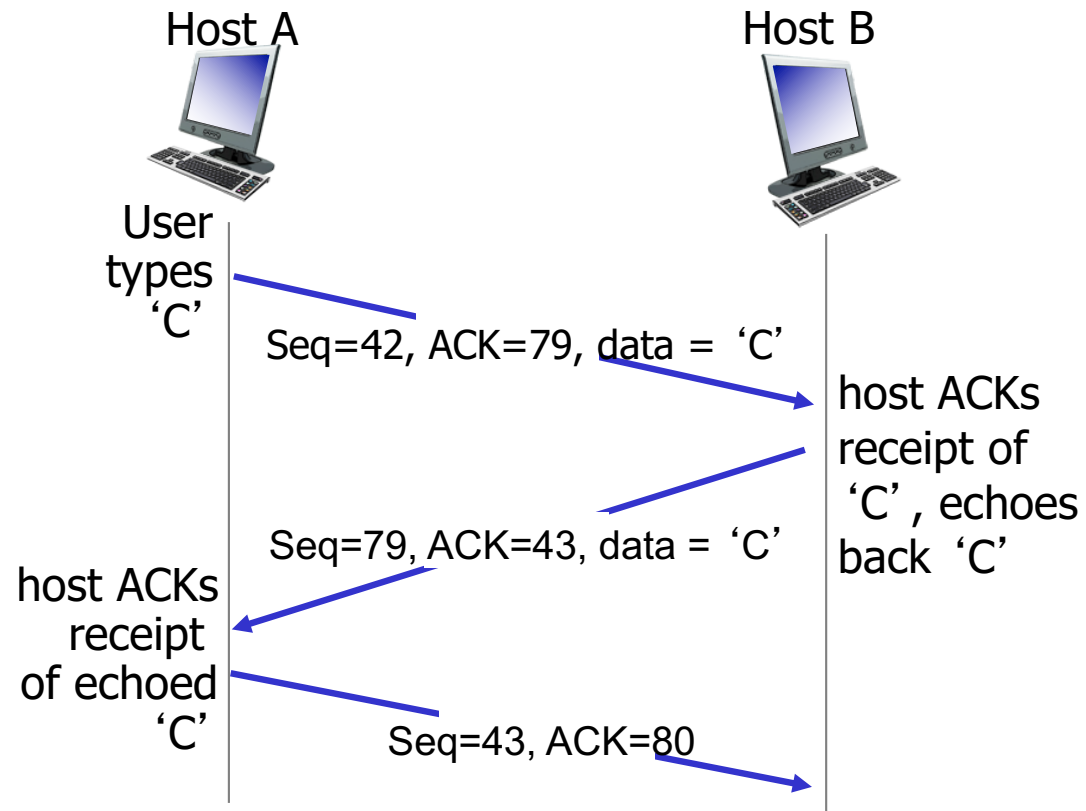 Host A
Host B
User
types
‘C’
Seq=42, ACK=79, data = ‘C’
host ACKs
receipt of
‘C’, echoes
back ‘C’
Seq=79, ACK=43, data = ‘C’
host ACKs
receipt
of echoed
‘C’
Seq=43, ACK=80